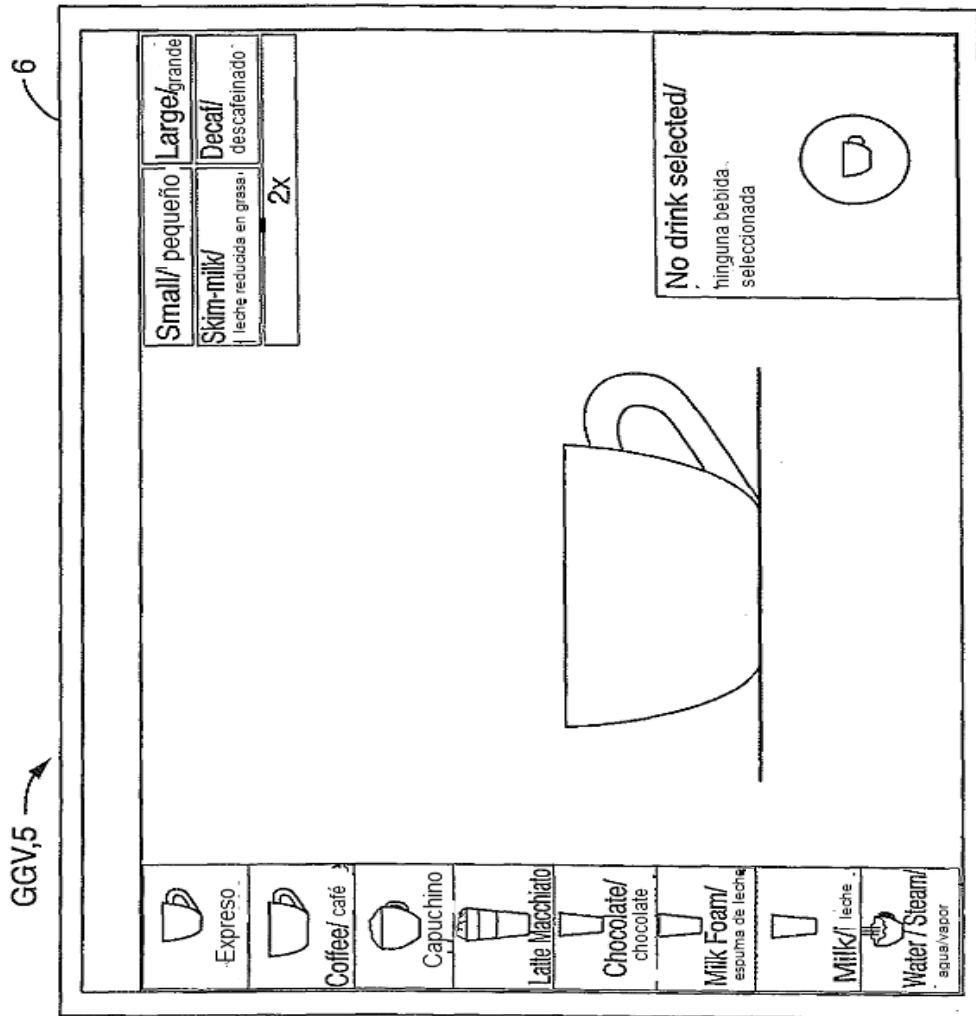 GGV,5
6
Expreso
Coffee/ café
Capuchino
Latte Macchiato
Chocolate/
chocolate
Milk Foam/
espuma de leche
Milk/ leche
Water / Steam/
agua/vapor
Small/ pequeño
Large/grande
Skim-milk/
leche reducida en grasa
Decaf/
descafeinado
2x
No drink selected/
ninguna bebida
seleccionada